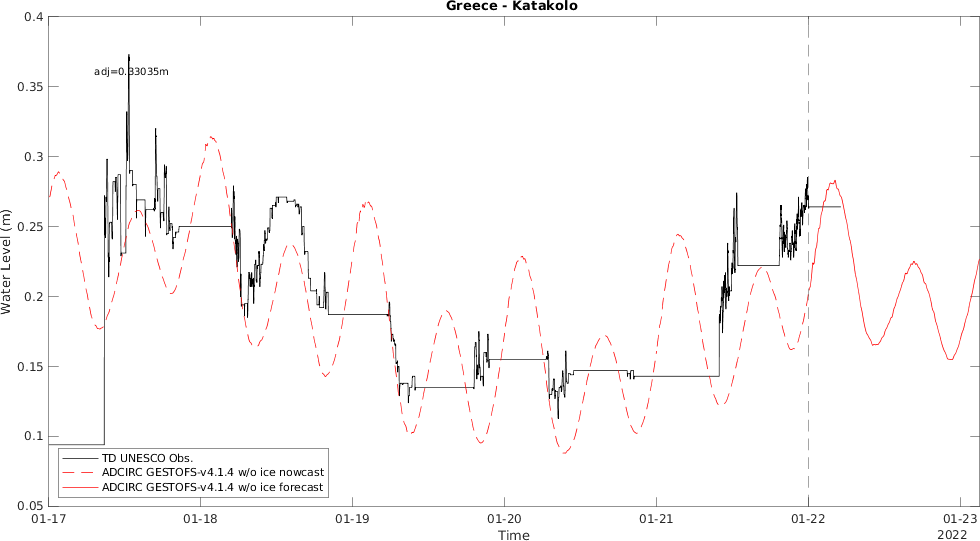 Greece - Katakolo
0.4
0.35
0.3
0.25
0.2
0.15
0.1
0.05
Water Level (m)
adj=0.33035m
TD UNESCO Obs.
ADCIRC GESTOFS-v4.1.4 w/o ice nowcast
ADCIRC GESTOFS-v4.1.4 w/o ice forecast
01-17 01-18 01-19 01-20 01-21 01-22 01-23
Time
2022